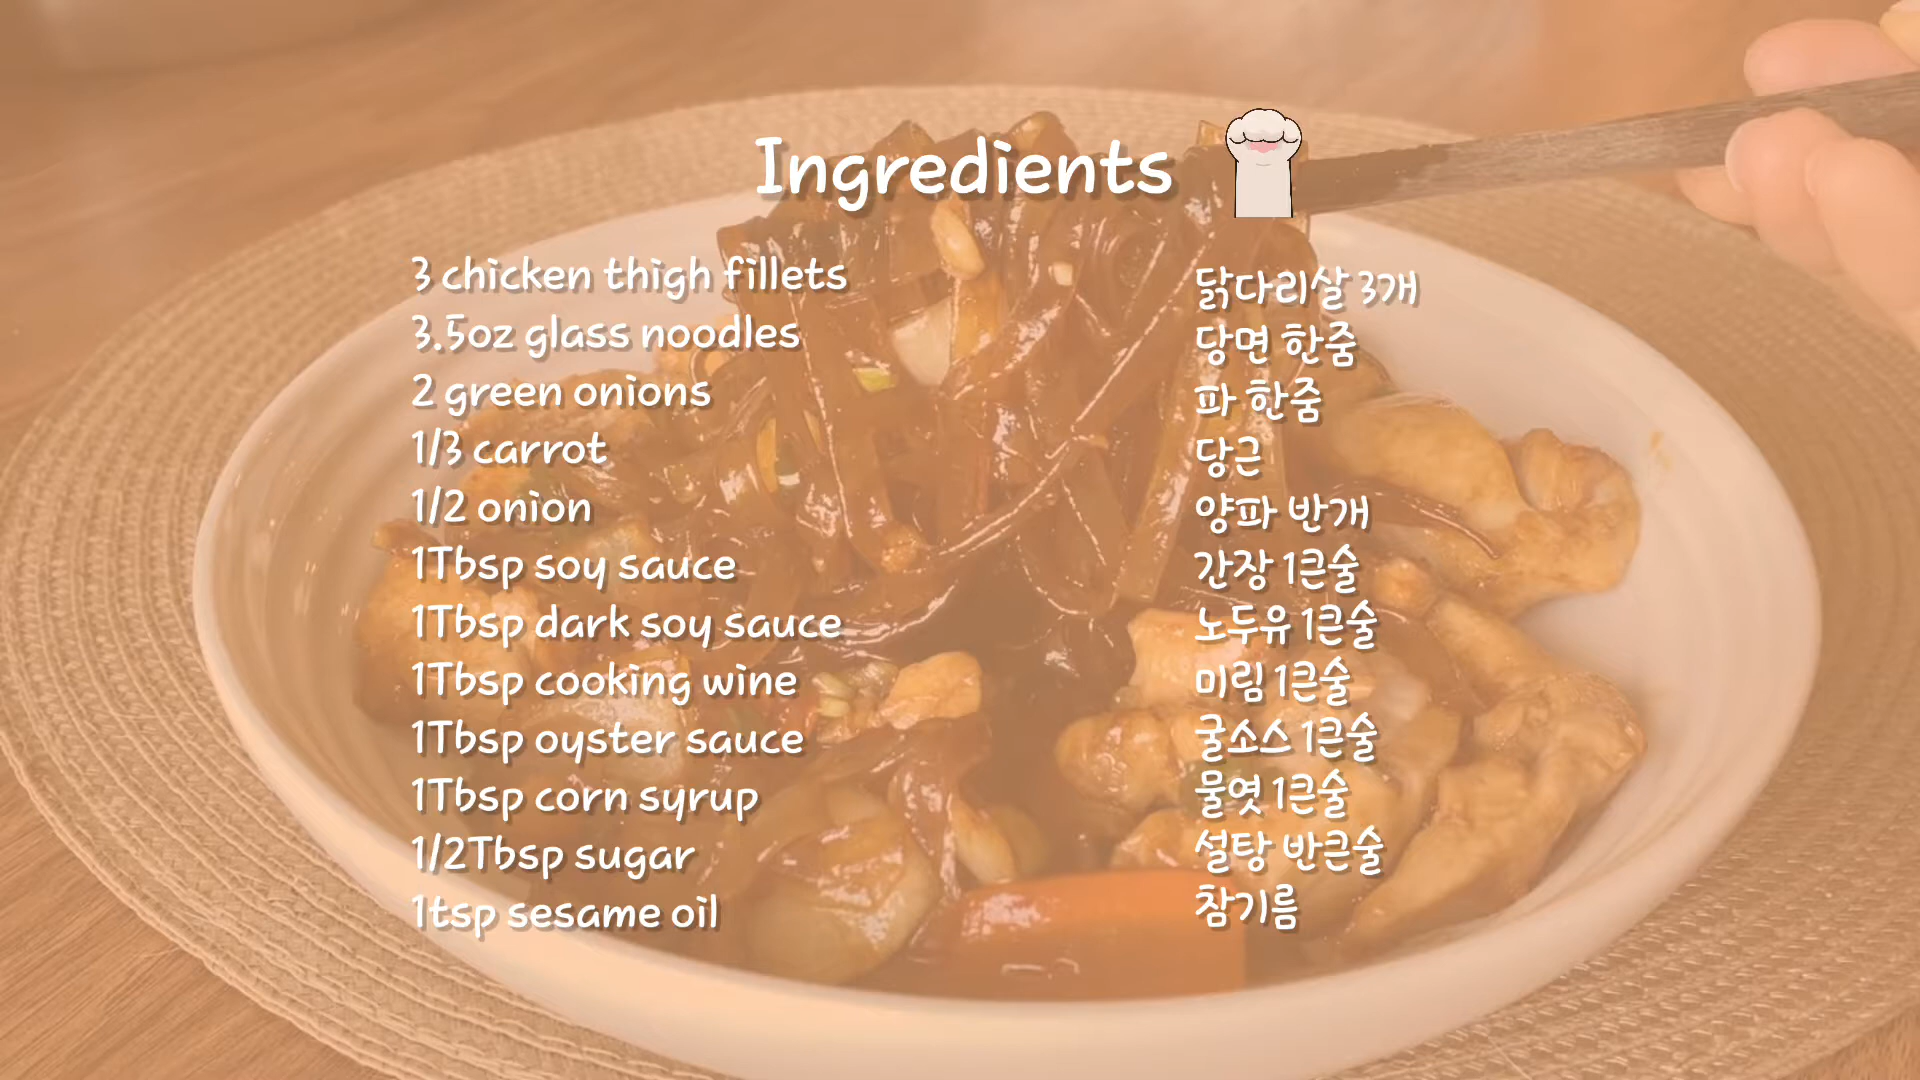 Ingredients
3 chicken thigh fillets
3.5oz glass noodles
2 green onions
1/3 carrot
1/2 onion
1Tbsp soy sauce
1Tbsp dark soy sauce
1Tbsp cooking wine
1Tbsp oyster sauce
1Tbsp corn syrup
1/2Tbsp sugar
1tsp sesame oil
닭다리살 3개
당면 한줌
파 한줌
당근
양파 반개
간장 1큰술
노두유 1큰술
미림 1큰술
굴소스 1큰술
물엿 1큰술
설탕 반큰술
참기름